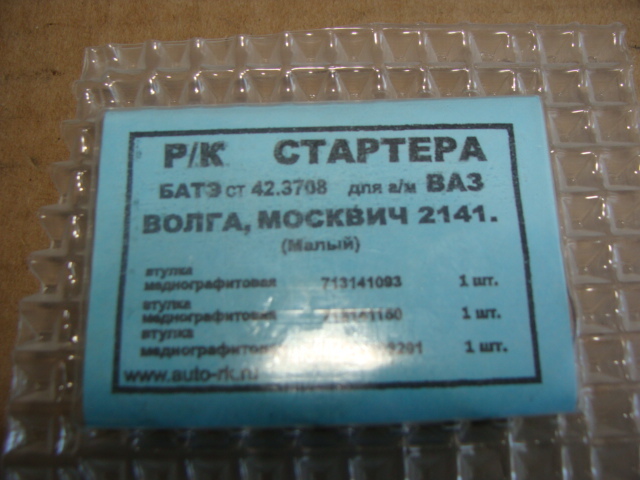 Р/К СТАРТЕРА
БАТЭ СТ 42.3708 для а/м ВАЗ
ВОЛГА, МОСКВИЧ 2141.
(Малый)
втулка
меднографитовая 713141093 1 шт.
втулка
меднографитовая 1 шт.
втулка
1 шт.
www.auto-rk.ru